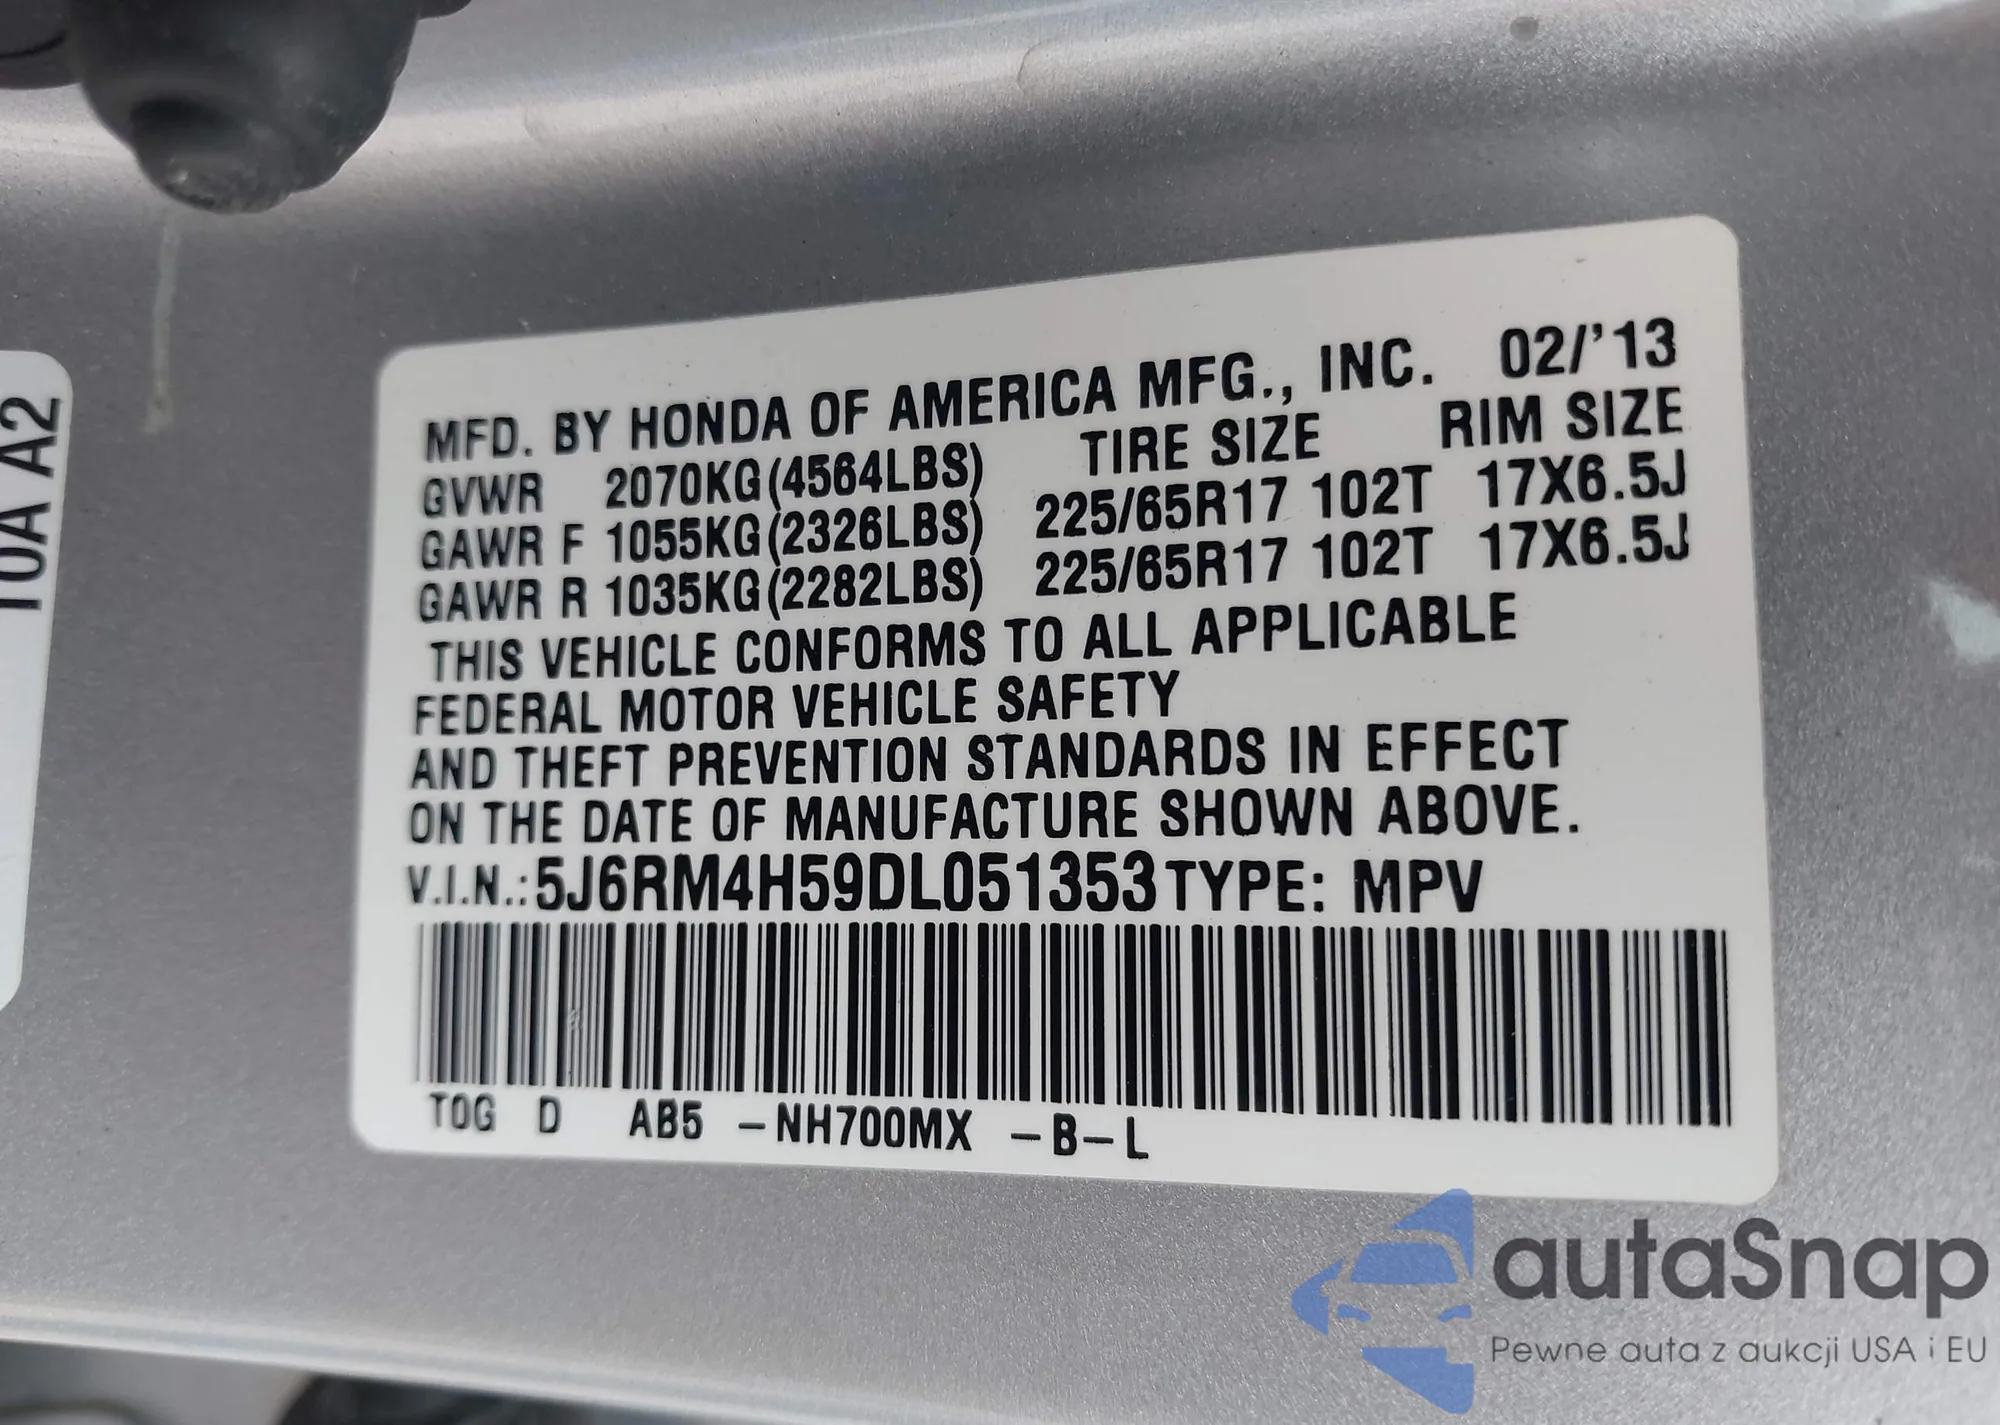 MFD. BY HONDA OF AMERICA MFG., INC. 02/'13
GVWR 2070KG(4564LBS) TIRE SIZE RIM SIZE
GAWR F 1055KG(2326LBS) 225/65R17 102T 17X6.5J
GAWR R 1035KG(2282LBS) 225/65R17 102T 17X6.5J
THIS VEHICLE CONFORMS TO ALL APPLICABLE
FEDERAL MOTOR VEHICLE SAFETY
AND THEFT PREVENTION STANDARDS IN EFFECT
ON THE DATE OF MANUFACTURE SHOWN ABOVE.
V.I.N.:5J6RM4H59DL051353 TYPE: MPV
T0G D AB5 -NH700MX -B-L
T0A A2
autaSnap
Pewne auta z aukcji USA i EU